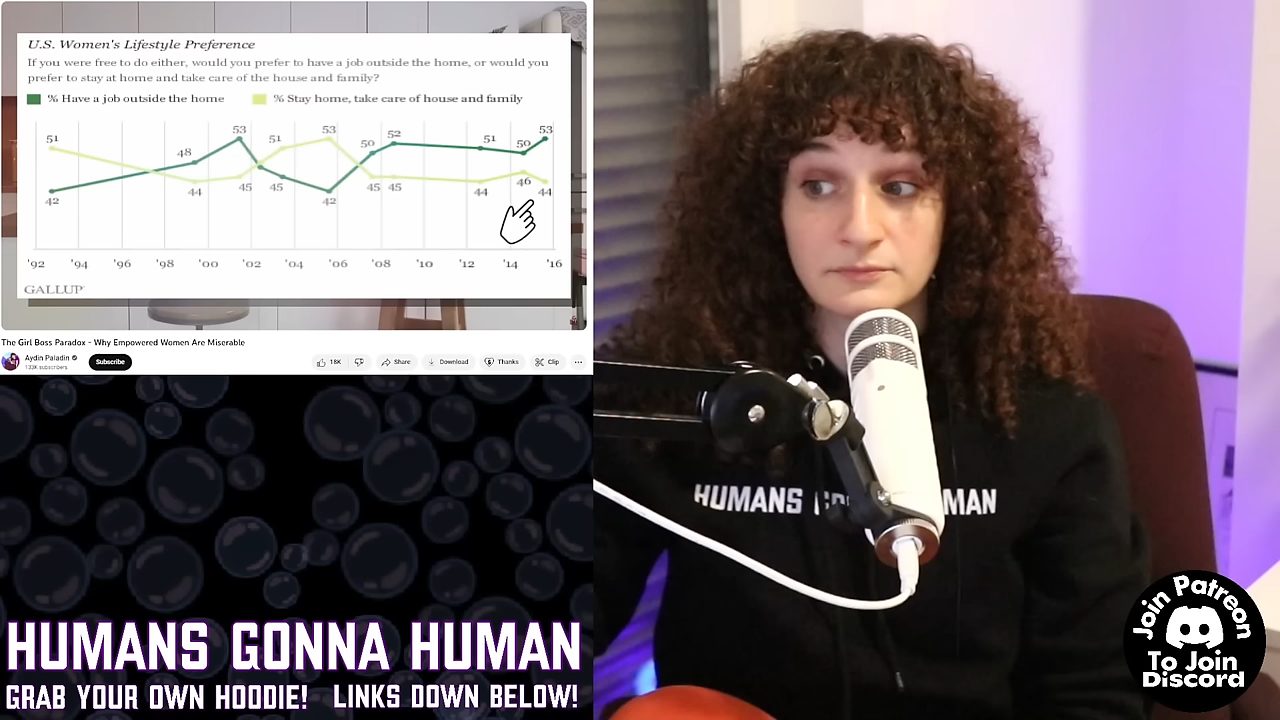 U.S. Women's Lifestyle Preference
If you were free to do either, would you prefer to have a job outside the home, or would you
prefer to stay at home and take care of the house and family?
% Have a job outside the home % Stay home, take care of house and family
51 48 53 51 53 50 52 51 50 53
42 44 45 45 42 45 45 44 46 44
'92 '94 '96 '98 '00 '02 '04 '06 '08 '10 '12 '14 '16
GALLUP
The Girl Boss Paradox - Why Empowered Women Are Miserable
Aydin Paladin
133K subscribers
Subscribe
18K Share Download Thanks Clip
HUMANS GONNA HUMAN
GRAB YOUR OWN HOODIE! LINKS DOWN BELOW!
HUMANS GO MAN
Join Patreon
To Join
Discord